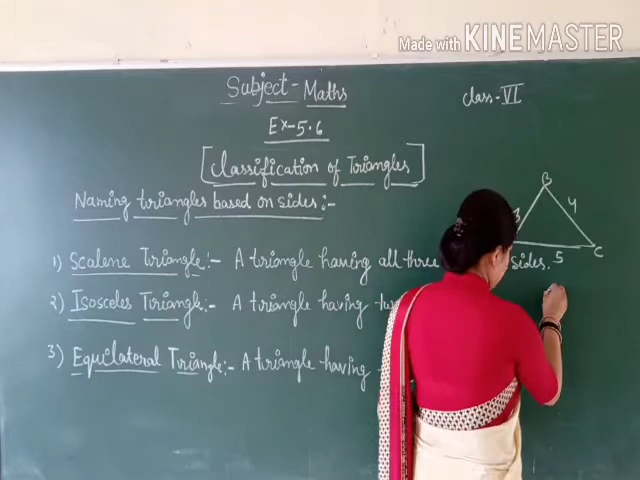 Made with KINEMASTER
Subject - Maths
Class - VI
Ex - 5.6
[Classification of Triangles]
Naming triangles based on sides :-
B
3 4
5 C
1) Scalene Triangle :- A triangle having all three sides.
2) Isosceles Triangle :- A triangle having
3) Equilateral Triangle :- A triangle having